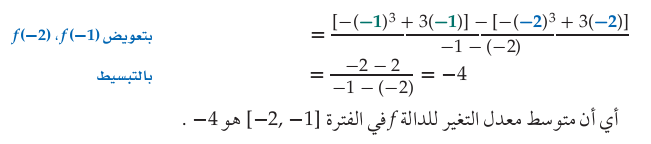 = [−(−1)³ + 3(−1)] − [−(−2)³ + 3(−2)] / −1 − (−2) بتعويض f(−1) ، f(−2)
= −2 − 2 / −1 − (−2) = −4 بالتبسيط
أي أن متوسط معدل التغير للدالة f في الفترة [−2, −1] هو −4 .